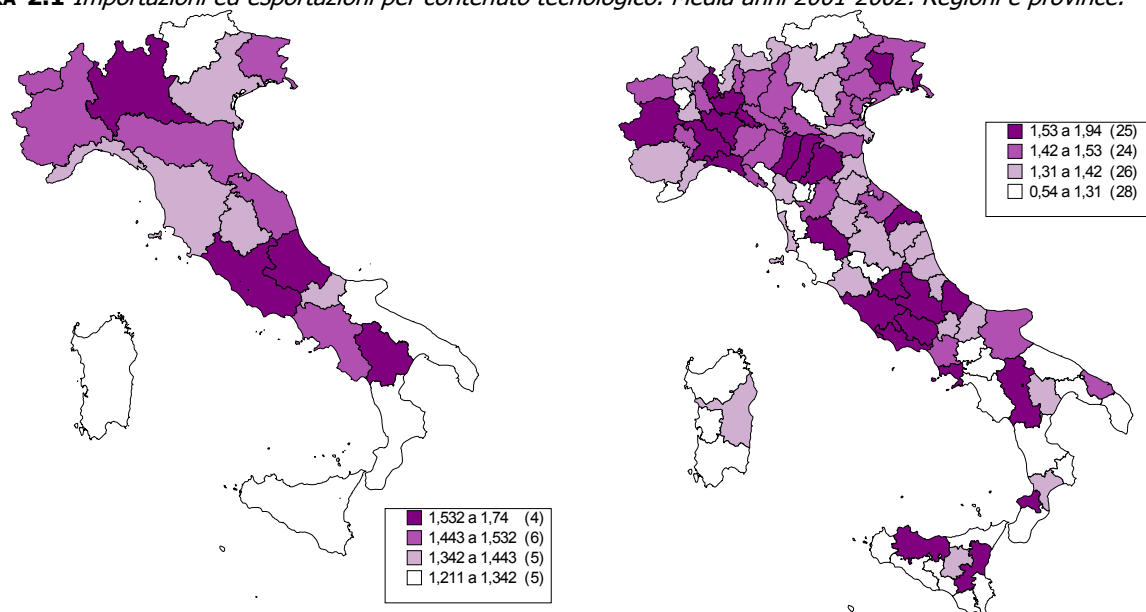 2.1 Importazioni ed esportazioni per contenuto tecnologico. Media anni 2001-2002. Regioni e province.
1,53 a 1,94 (25)
1,42 a 1,53 (24)
1,31 a 1,42 (26)
0,54 a 1,31 (28)
1,532 a 1,74 (4)
1,443 a 1,532 (6)
1,342 a 1,443 (5)
1,211 a 1,342 (5)